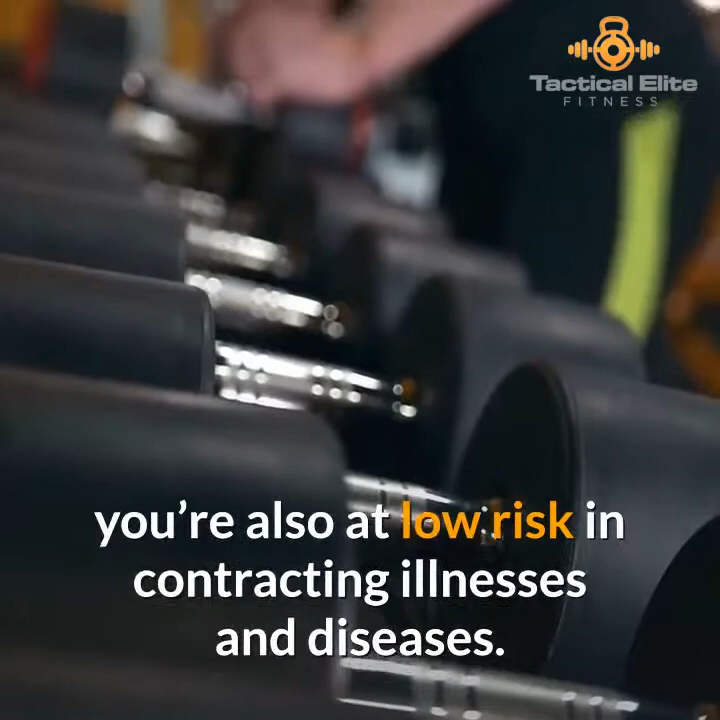 Tactical Elite
FITNESS
you're also at low risk in
contracting illnesses
and diseases.